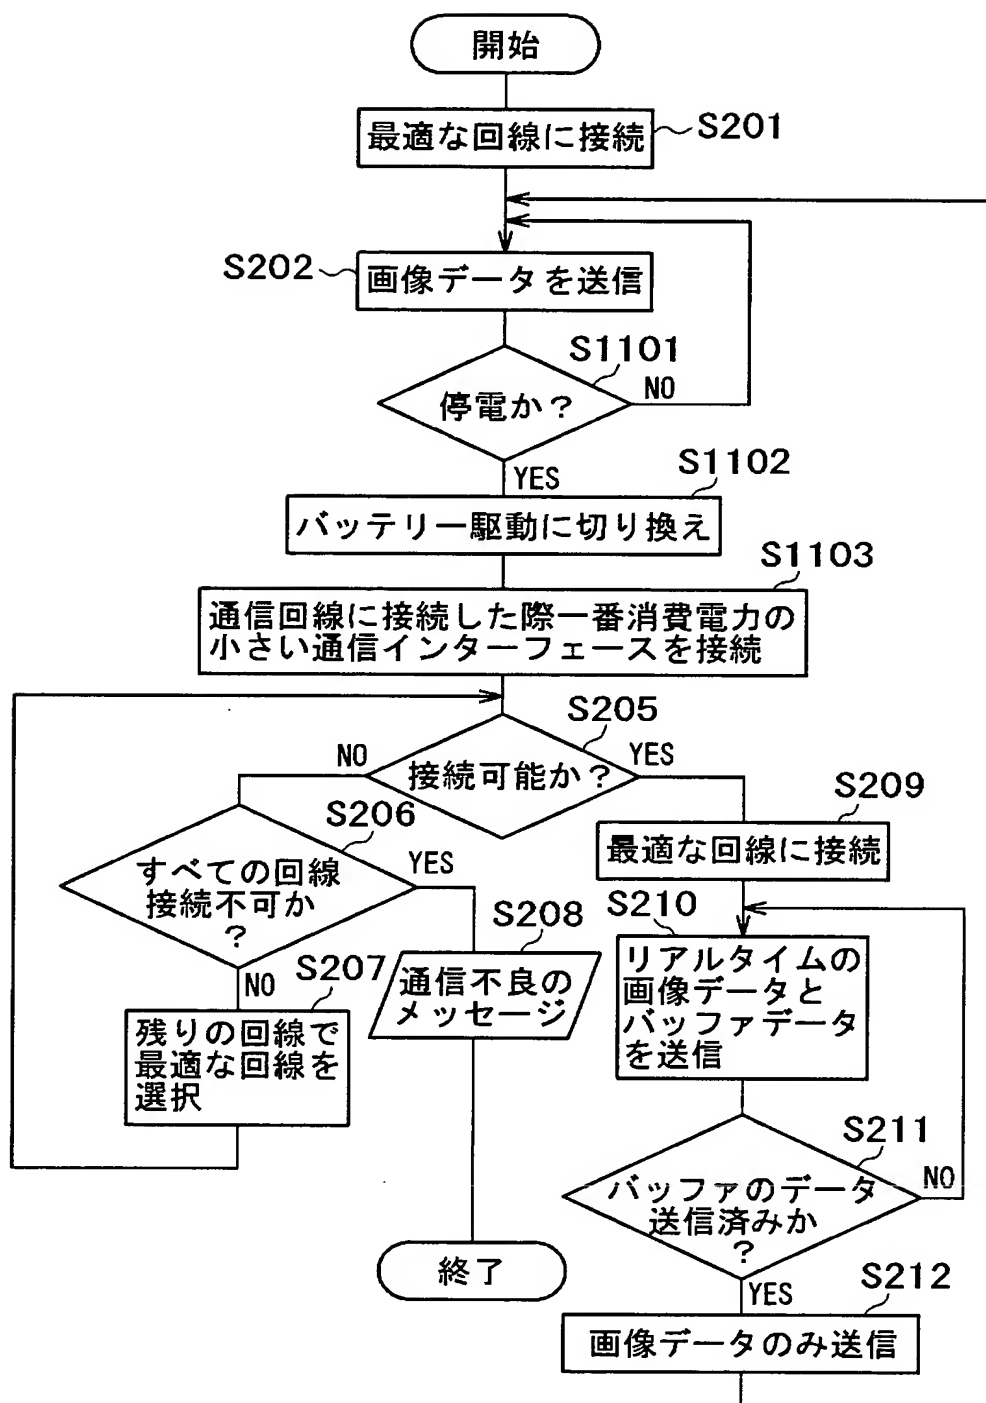 開始
最適な回線に接続
S201
S202
画像データを送信
S1101
停電か？
NO
YES
S1102
バッテリー駆動に切り換え
S1103
通信回線に接続した際一番消費電力の
小さい通信インターフェースを接続
S205
NO
接続可能か？
YES
S206
すべての回線
接続不可か
？
YES
NO
S207
残りの回線で
最適な回線を
選択
S208
通信不良の
メッセージ
終了
S209
最適な回線に接続
S210
リアルタイムの
画像データと
バッファデータ
を送信
S211
バッファのデータ
送信済みか
？
NO
YES
S212
画像データのみ送信